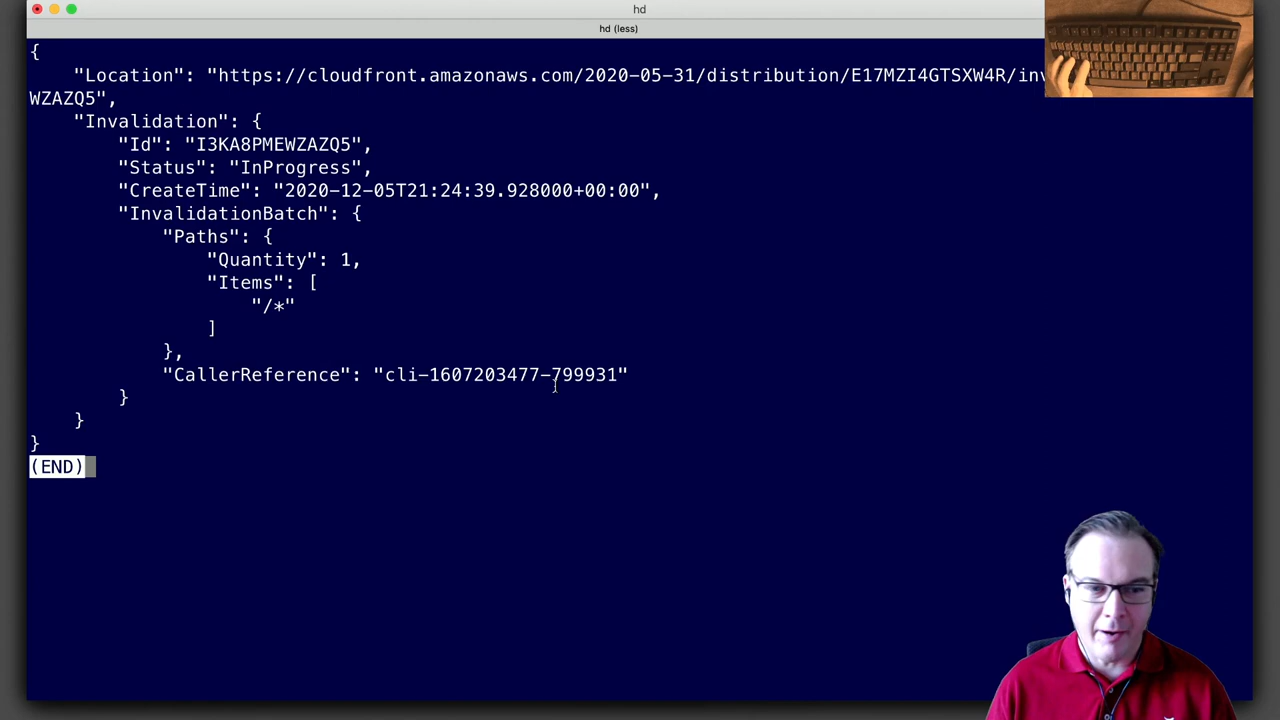 hd
hd (less)
{
"Location": "https://cloudfront.amazonaws.com/2020-05-31/distribution/E17MZI4GTSXW4R/inv
WZAZQ5",
"Invalidation": {
"Id": "I3KA8PMEWZAZQ5",
"Status": "InProgress",
"CreateTime": "2020-12-05T21:24:39.928000+00:00",
"InvalidationBatch": {
"Paths": {
"Quantity": 1,
"Items": [
"/*"
]
},
"CallerReference": "cli-1607203477-799931"
}
}
}
(END)